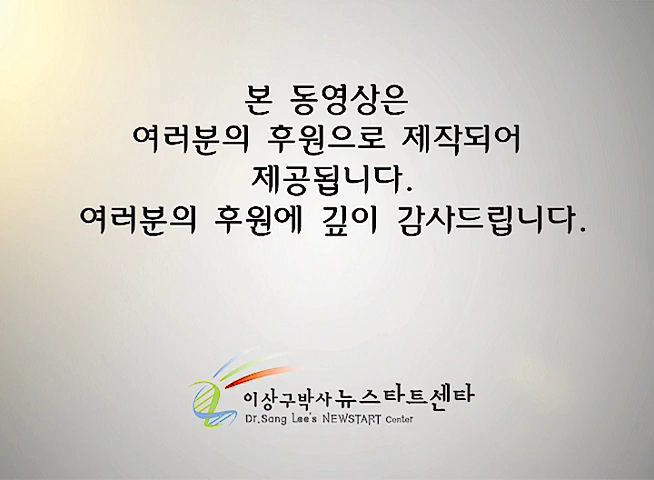 본 동영상은
여러분의 후원으로 제작되어
제공됩니다.
여러분의 후원에 깊이 감사드립니다.
이상구박사 뉴스타트센타
Dr.Sang Lee's NEWSTART Center